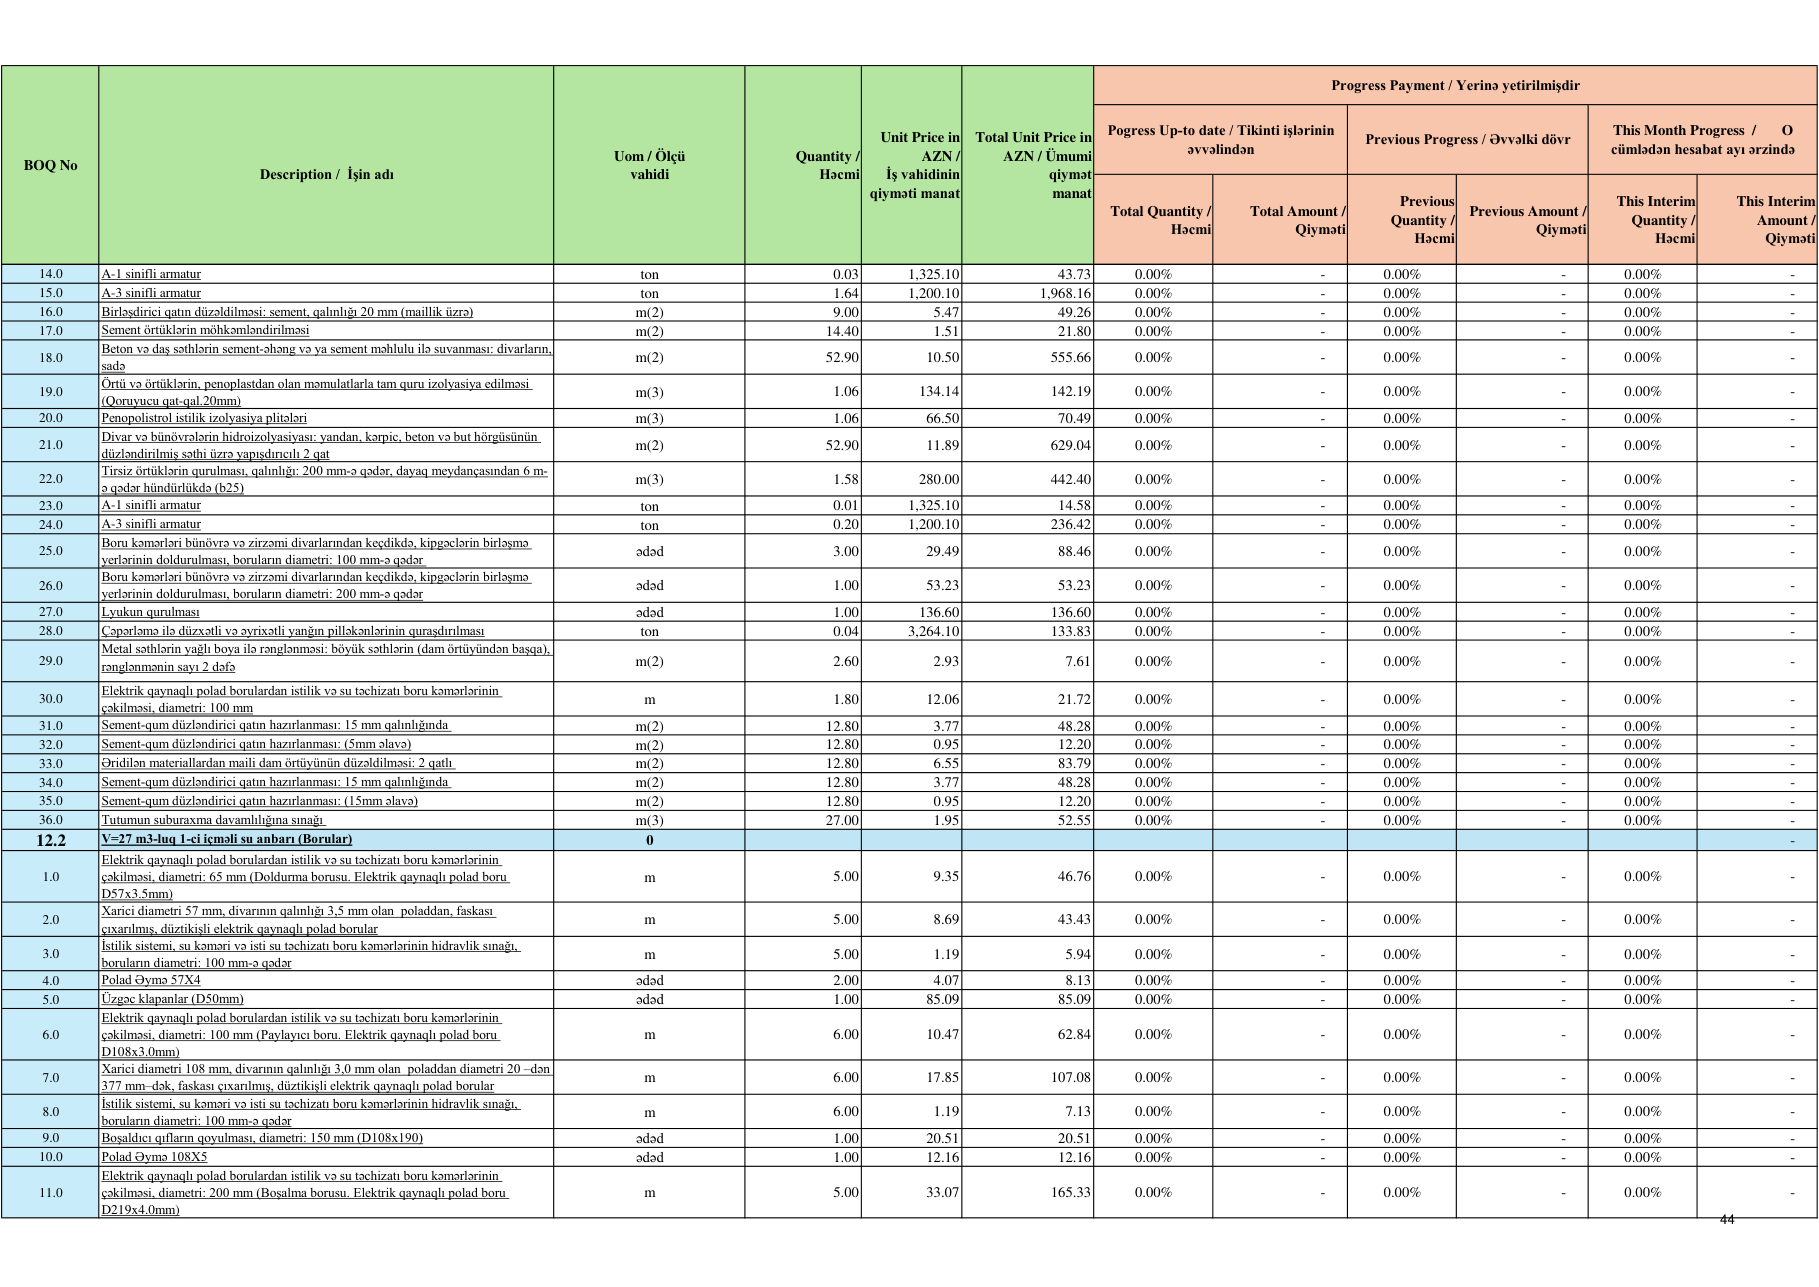 BOQ No
Description / İşin adı
Uom / Ölçü
vahidi
Quantity /
Həcmi
Unit Price in
AZN /
İş vahidinin
qiyməti manat
Total Unit Price in
AZN / Ümumi
qiymət
manat
Progress Payment / Yerinə yetirilmişdir
Pogress Up-to date / Tikinti işlərinin
əvvəlindən
Previous Progress / Əvvəlki dövr
This Month Progress / O
cümlədən hesabat ayı ərzində
Total Quantity /
Həcmi
Total Amount /
Qiyməti
Previous
Quantity /
Həcmi
Previous Amount /
Qiyməti
This Interim
Quantity /
Həcmi
This Interim
Amount /
Qiyməti
14.0 A-1 sinifli armatur ton 0.03 1,325.10 43.73 0.00% - 0.00% - 0.00% -
15.0 A-3 sinifli armatur ton 1.64 1,200.10 1,968.16 0.00% - 0.00% - 0.00% -
16.0 Birləşdirici qatın düzəldilməsi: sement, qalınlığı 20 mm (maillik üzrə) m(2) 9.00 5.47 49.26 0.00% - 0.00% - 0.00% -
17.0 Sement örtüklərin möhkəmləndirilməsi m(2) 14.40 1.51 21.80 0.00% - 0.00% - 0.00% -
18.0 Beton və daş səthlərin sement-əhəng və ya sement məhlulu ilə suvanması: divarların,
sadə m(2) 52.90 10.50 555.66 0.00% - 0.00% - 0.00% -
19.0 Örtü və örtüklərin, penoplastdan olan məmulatlarla tam quru izolyasiya edilməsi
(Qoruyucu qat-qal.20mm) m(3) 1.06 134.14 142.19 0.00% - 0.00% - 0.00% -
20.0 Penopolistrol istilik izolyasiya plitələri m(3) 1.06 66.50 70.49 0.00% - 0.00% - 0.00% -
21.0 Divar və bünövrələrin hidroizolyasiyası: yandan, kərpic, beton və but hörgüsünün
düzləndirilmiş səthi üzrə yapışdırıcılı 2 qat m(2) 52.90 11.89 629.04 0.00% - 0.00% - 0.00% -
22.0 Tirsiz örtüklərin qurulması, qalınlığı: 200 mm-ə qədər, dayaq meydançasından 6 m-
ə qədər hündürlükdə (b25) m(3) 1.58 280.00 442.40 0.00% - 0.00% - 0.00% -
23.0 A-1 sinifli armatur ton 0.01 1,325.10 14.58 0.00% - 0.00% - 0.00% -
24.0 A-3 sinifli armatur ton 0.20 1,200.10 236.42 0.00% - 0.00% - 0.00% -
25.0 Boru kəmərləri bünövrə və zirzəmi divarlarından keçdikdə, kipgəclərin birləşmə
yerlərinin doldurulması, boruların diametri: 100 mm-ə qədər ədəd 3.00 29.49 88.46 0.00% - 0.00% - 0.00% -
26.0 Boru kəmərləri bünövrə və zirzəmi divarlarından keçdikdə, kipgəclərin birləşmə
yerlərinin doldurulması, boruların diametri: 200 mm-ə qədər ədəd 1.00 53.23 53.23 0.00% - 0.00% - 0.00% -
27.0 Lyukun qurulması ədəd 1.00 136.60 136.60 0.00% - 0.00% - 0.00% -
28.0 Çəpərləmə ilə düzxətli və əyrixətli yanğın pilləkənlərinin quraşdırılması ton 0.04 3,264.10 133.83 0.00% - 0.00% - 0.00% -
29.0 Metal səthlərin yağlı boya ilə rənglənməsi: böyük səthlərin (dam örtüyündən başqa),
rənglənmənin sayı 2 dəfə m(2) 2.60 2.93 7.61 0.00% - 0.00% - 0.00% -
30.0 Elektrik qaynaqlı polad borulardan istilik və su təchizatı boru kəmərlərinin
çəkilməsi, diametri: 100 mm m 1.80 12.06 21.72 0.00% - 0.00% - 0.00% -
31.0 Sement-qum düzləndirici qatın hazırlanması: 15 mm qalınlığında m(2) 12.80 3.77 48.28 0.00% - 0.00% - 0.00% -
32.0 Sement-qum düzləndirici qatın hazırlanması: (5mm əlavə) m(2) 12.80 0.95 12.20 0.00% - 0.00% - 0.00% -
33.0 Əridilən materiallardan maili dam örtüyünün düzəldilməsi: 2 qatlı m(2) 12.80 6.55 83.79 0.00% - 0.00% - 0.00% -
34.0 Sement-qum düzləndirici qatın hazırlanması: 15 mm qalınlığında m(2) 12.80 3.77 48.28 0.00% - 0.00% - 0.00% -
35.0 Sement-qum düzləndirici qatın hazırlanması: (15mm əlavə) m(2) 12.80 0.95 12.20 0.00% - 0.00% - 0.00% -
36.0 Tutumun suburaxma davamlılığına sınağı m(3) 27.00 1.95 52.55 0.00% - 0.00% - 0.00% -
12.2 V=27 m3-luq 1-ci içməli su anbarı (Borular) 0 -
1.0 Elektrik qaynaqlı polad borulardan istilik və su təchizatı boru kəmərlərinin
çəkilməsi, diametri: 65 mm (Doldurma borusu. Elektrik qaynaqlı polad boru
D57x3.5mm) m 5.00 9.35 46.76 0.00% - 0.00% - 0.00% -
2.0 Xarici diametri 57 mm, divarının qalınlığı 3,5 mm olan poladdan, faskası
çıxarılmış, düztikişli elektrik qaynaqlı polad borular m 5.00 8.69 43.43 0.00% - 0.00% - 0.00% -
3.0 İstilik sistemi, su kəməri və isti su təchizatı boru kəmərlərinin hidravlik sınağı,
boruların diametri: 100 mm-ə qədər m 5.00 1.19 5.94 0.00% - 0.00% - 0.00% -
4.0 Polad Əymə 57X4 ədəd 2.00 4.07 8.13 0.00% - 0.00% - 0.00% -
5.0 Üzgəc klapanlar (D50mm) ədəd 1.00 85.09 85.09 0.00% - 0.00% - 0.00% -
6.0 Elektrik qaynaqlı polad borulardan istilik və su təchizatı boru kəmərlərinin
çəkilməsi, diametri: 100 mm (Paylayıcı boru. Elektrik qaynaqlı polad boru
D108x3.0mm) m 6.00 10.47 62.84 0.00% - 0.00% - 0.00% -
7.0 Xarici diametri 108 mm, divarının qalınlığı 3,0 mm olan poladdan diametri 20 –dən
377 mm–dək, faskası çıxarılmış, düztikişli elektrik qaynaqlı polad borular m 6.00 17.85 107.08 0.00% - 0.00% - 0.00% -
8.0 İstilik sistemi, su kəməri və isti su təchizatı boru kəmərlərinin hidravlik sınağı,
boruların diametri: 100 mm-ə qədər m 6.00 1.19 7.13 0.00% - 0.00% - 0.00% -
9.0 Boşaldıcı qıfların qoyulması, diametri: 150 mm (D108x190) ədəd 1.00 20.51 20.51 0.00% - 0.00% - 0.00% -
10.0 Polad Əymə 108X5 ədəd 1.00 12.16 12.16 0.00% - 0.00% - 0.00% -
11.0 Elektrik qaynaqlı polad borulardan istilik və su təchizatı boru kəmərlərinin
çəkilməsi, diametri: 200 mm (Boşalma borusu. Elektrik qaynaqlı polad boru
D219x4.0mm) m 5.00 33.07 165.33 0.00% - 0.00% - 0.00% -
44